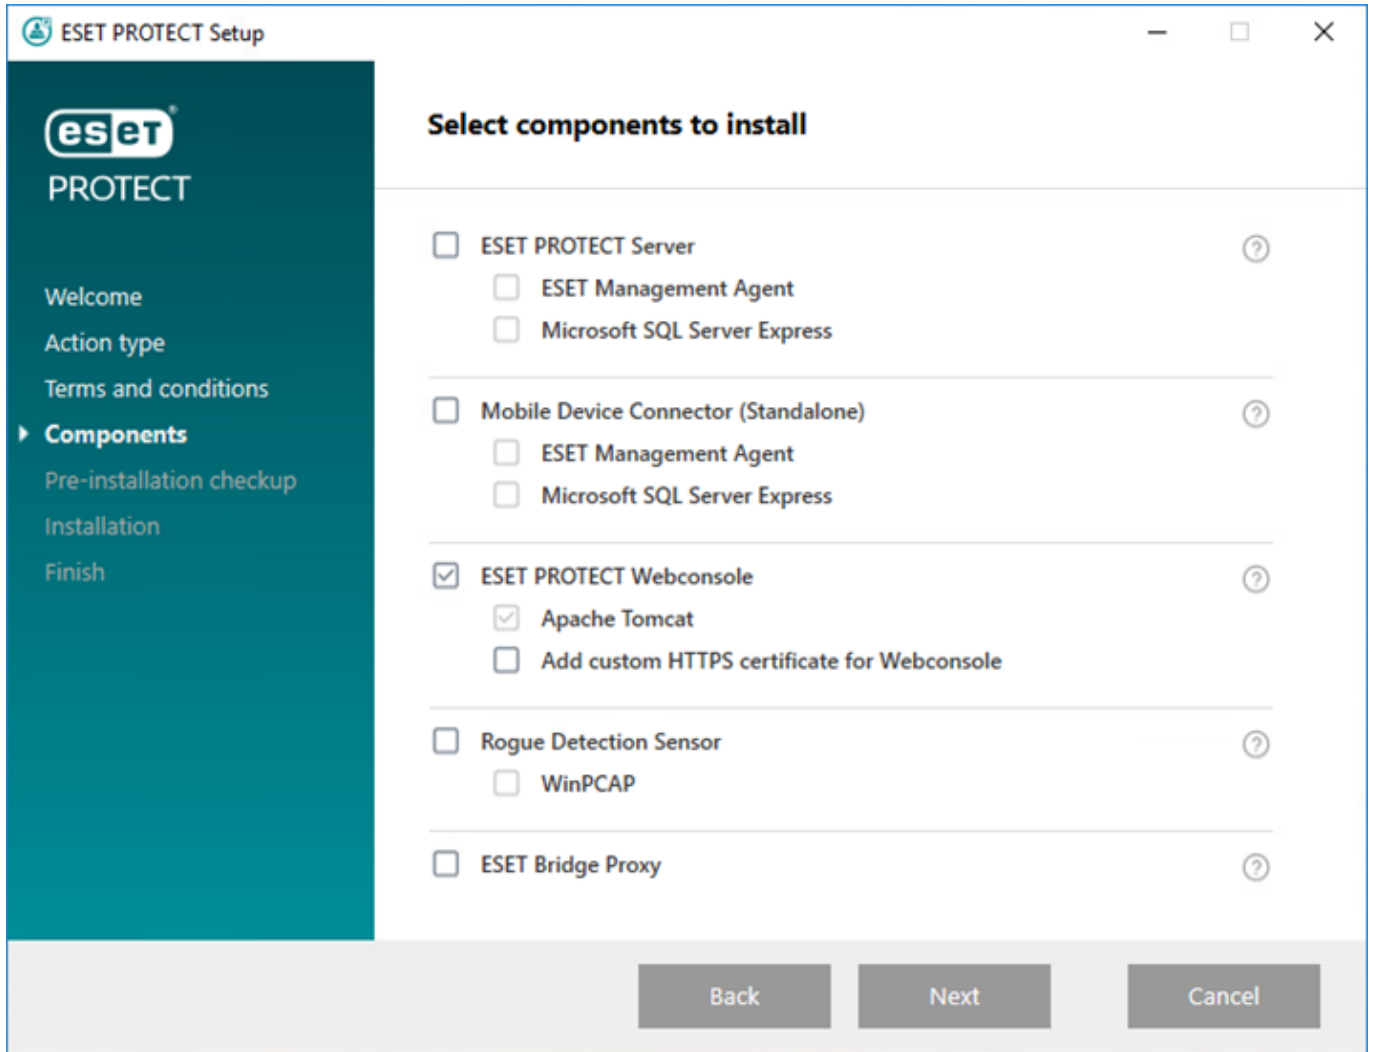 ESET PROTECT Setup
eseT®
PROTECT
Welcome
Action type
Terms and conditions
Components
Pre-installation checkup
Installation
Finish
Select components to install
ESET PROTECT Server
ESET Management Agent
Microsoft SQL Server Express
Mobile Device Connector (Standalone)
ESET Management Agent
Microsoft SQL Server Express
ESET PROTECT Webconsole
Apache Tomcat
Add custom HTTPS certificate for Webconsole
Rogue Detection Sensor
WinPCAP
ESET Bridge Proxy
Back
Next
Cancel